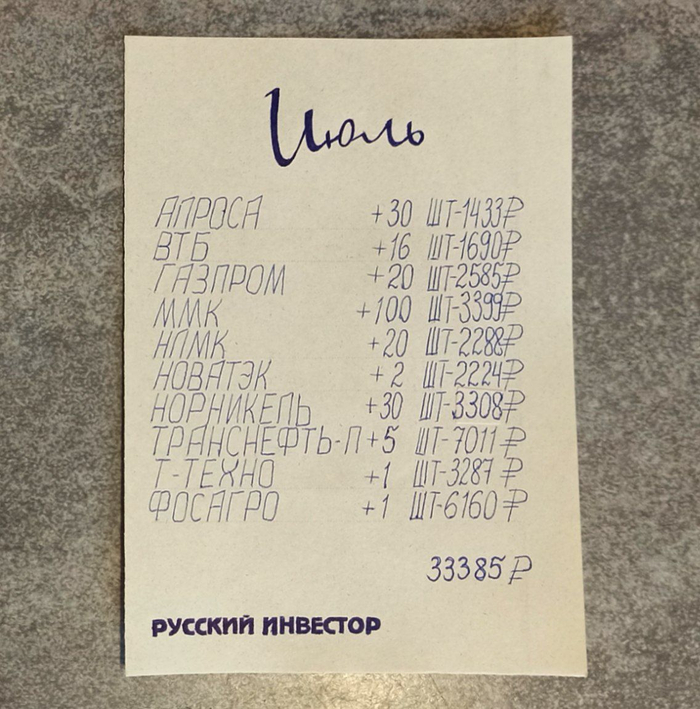 Июль
АЛРОСА +30 ШТ-1433₽
ВТБ +16 ШТ-1690₽
ГАЗПРОМ +20 ШТ-2585₽
ММК +100 ШТ-3399₽
НЛМК +20 ШТ-2288₽
НОВАТЭК +2 ШТ-2224₽
НОРНИКЕЛЬ +30 ШТ-3308₽
ТРАНСНЕФТЬ-П +5 ШТ-7011₽
Т-ТЕХНО +1 ШТ-3287₽
ФОСАГРО +1 ШТ-6160₽
33385₽
РУССКИЙ ИНВЕСТОР